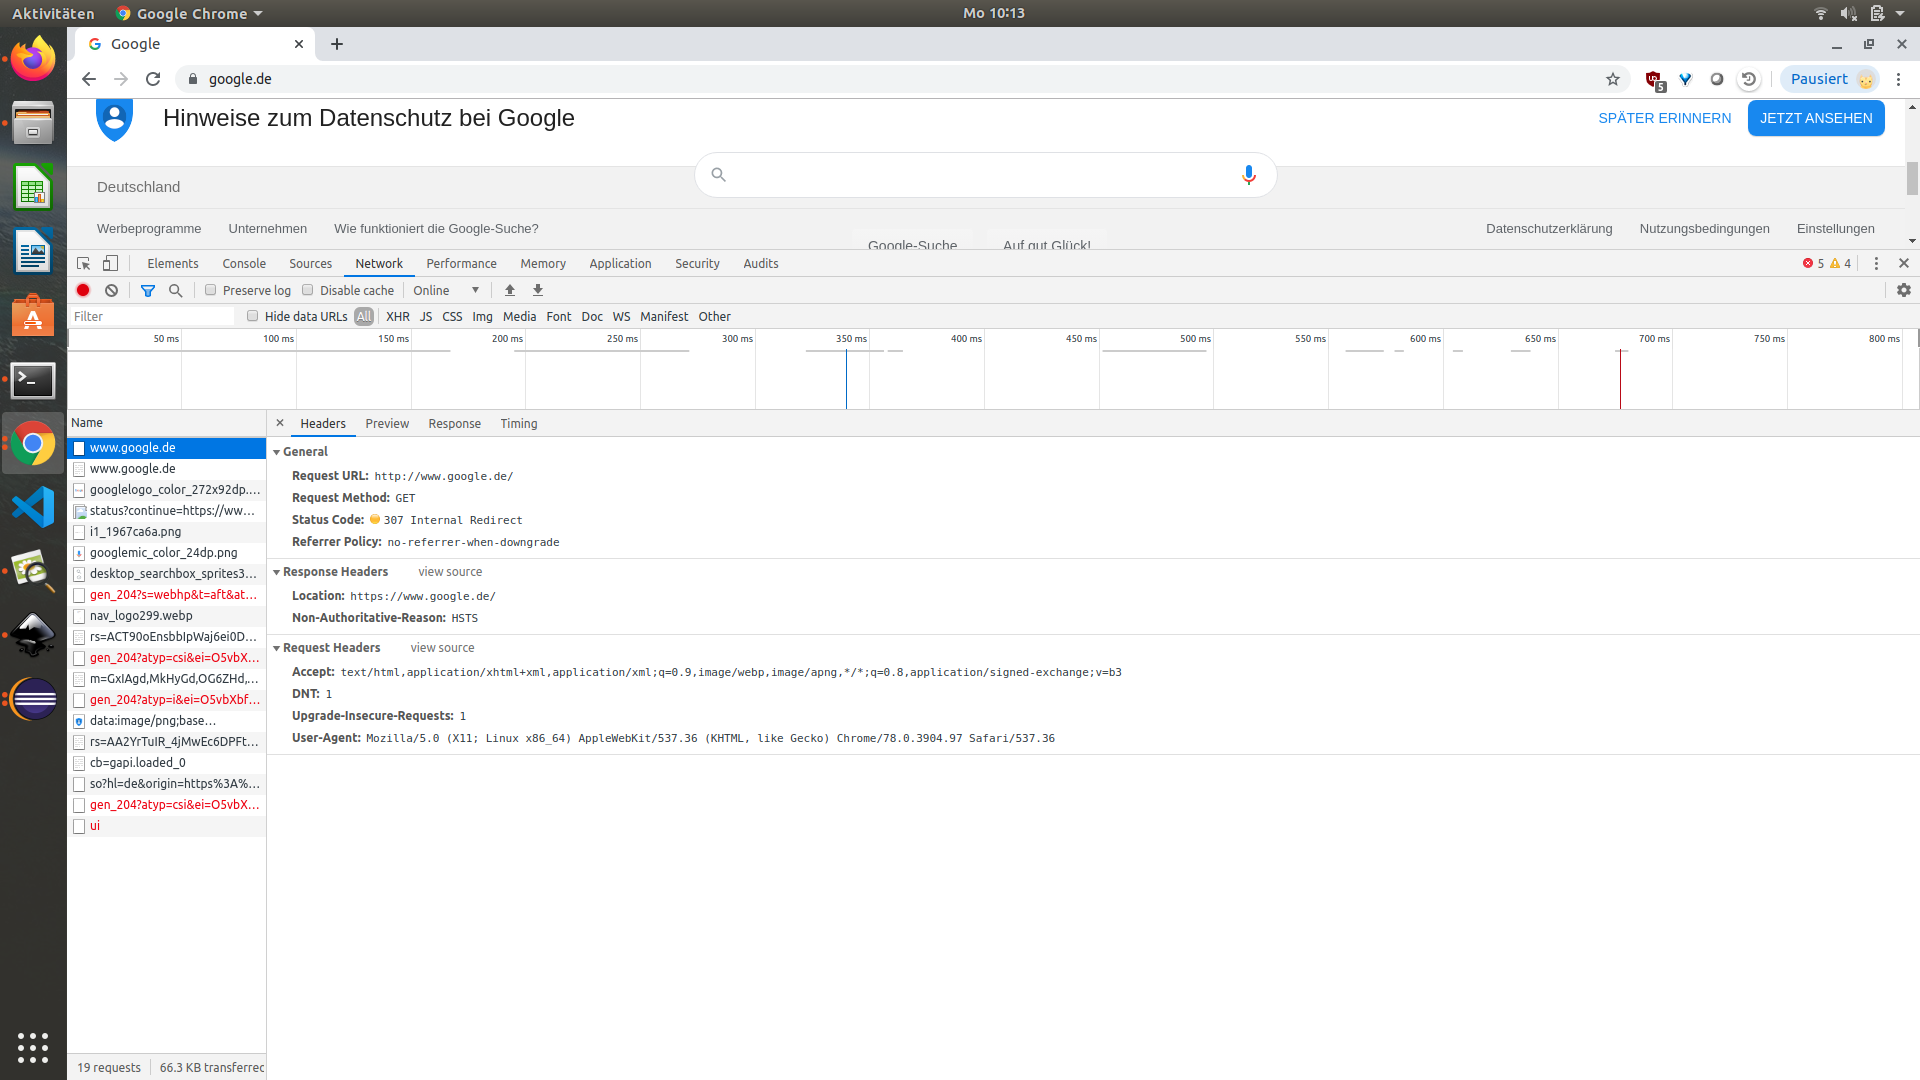 Aktivitäten Google Chrome Mo 10:13
Google
google.de 5 Pausiert
Hinweise zum Datenschutz bei Google SPÄTER ERINNERN JETZT ANSEHEN
Deutschland
Werbeprogramme Unternehmen Wie funktioniert die Google-Suche? Datenschutzerklärung Nutzungsbedingungen Einstellungen
Google-Suche Auf gut Glück!
Elements Console Sources Network Performance Memory Application Security Audits 5 4
Preserve log Disable cache Online
Filter Hide data URLs All XHR JS CSS Img Media Font Doc WS Manifest Other
50 ms 100 ms 150 ms 200 ms 250 ms 300 ms 350 ms 400 ms 450 ms 500 ms 550 ms 600 ms 650 ms 700 ms 750 ms 800 ms
Name
www.google.de
www.google.de
googlelogo_color_272x92dp....
status?continue=https://ww...
i1_1967ca6a.png
googlemic_color_24dp.png
desktop_searchbox_sprites3...
gen_204?s=webhp&t=aft&at...
nav_logo299.webp
rs=ACT90oEnsbbIpWaj6ei0D...
gen_204?atyp=csi&ei=O5vbX...
m=GxIAgd,MkHyGd,OG6ZHd,...
gen_204?atyp=i&ei=O5vbXbf...
data:image/png;base...
rs=AA2YrTuIR_4jMwEc6DPFt...
cb=gapi.loaded_0
so?hl=de&origin=https%3A%...
gen_204?atyp=csi&ei=O5vbX...
ui
19 requests 66.3 KB transferrec
Headers Preview Response Timing
General
Request URL: http://www.google.de/
Request Method: GET
Status Code: 307 Internal Redirect
Referrer Policy: no-referrer-when-downgrade
Response Headers view source
Location: https://www.google.de/
Non-Authoritative-Reason: HSTS
Request Headers view source
Accept: text/html,application/xhtml+xml,application/xml;q=0.9,image/webp,image/apng,*/*;q=0.8,application/signed-exchange;v=b3
DNT: 1
Upgrade-Insecure-Requests: 1
User-Agent: Mozilla/5.0 (X11; Linux x86_64) AppleWebKit/537.36 (KHTML, like Gecko) Chrome/78.0.3904.97 Safari/537.36